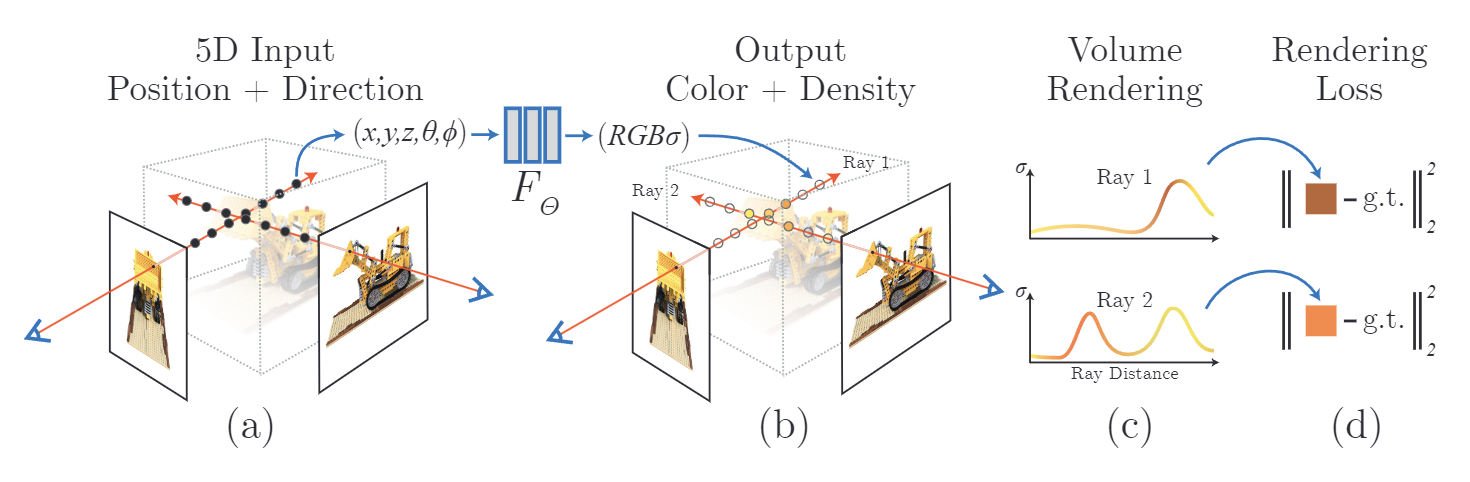 5D Input
Position + Direction
Output
Color + Density
Volume
Rendering
Rendering
Loss
(x,y,z,θ,ϕ)
F_Θ
(RGBσ)
Ray 1
Ray 2
σ
Ray 1
‖ – g.t. ‖²₂
σ
Ray 2
Ray Distance
‖ – g.t. ‖²₂
(a)
(b)
(c)
(d)